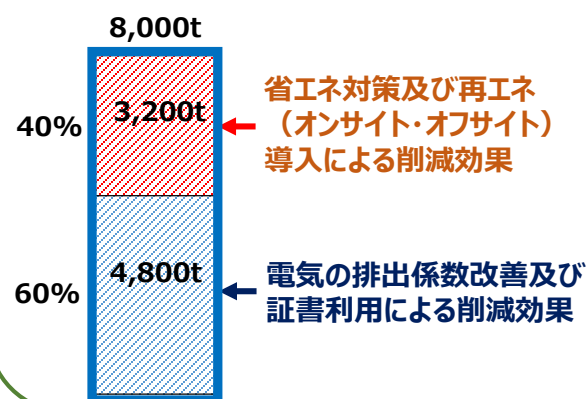 8,000t
40%
3,200t
省エネ対策及び再エネ
（オンサイト・オフサイト）
導入による削減効果
60%
4,800t
電気の排出係数改善及び
証書利用による削減効果